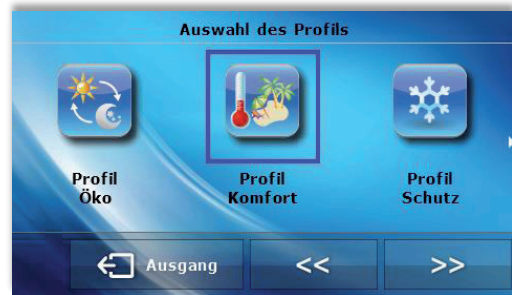 Auswahl des Profils
Profil
Öko
Profil
Komfort
Profil
Schutz
Ausgang
<<
>>